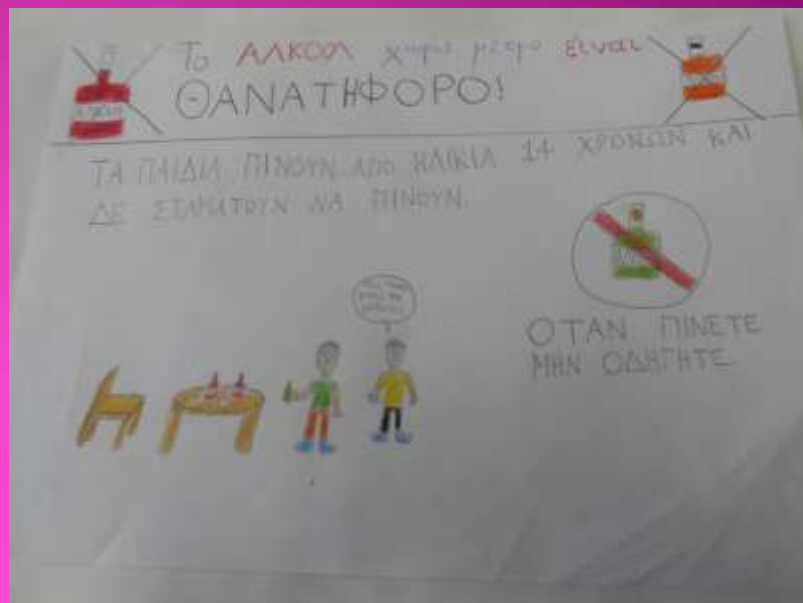 Το ΑΛΚΟΟΛ χωρίς μέτρο είναι
ΘΑΝΑΤΗΦΟΡΟ!
ΤΑ ΠΑΙΔΙΑ ΠΙΝΟΥΝ ΑΠΟ ΗΛΙΚΙΑ 14 ΧΡΟΝΩΝ ΚΑΙ
ΔΕ ΣΤΑΜΑΤΟΥΝ ΝΑ ΠΙΝΟΥΝ.
ΟΤΑΝ ΠΙΝΕΤΕ
ΜΗΝ ΟΔΗΓΗΤΕ